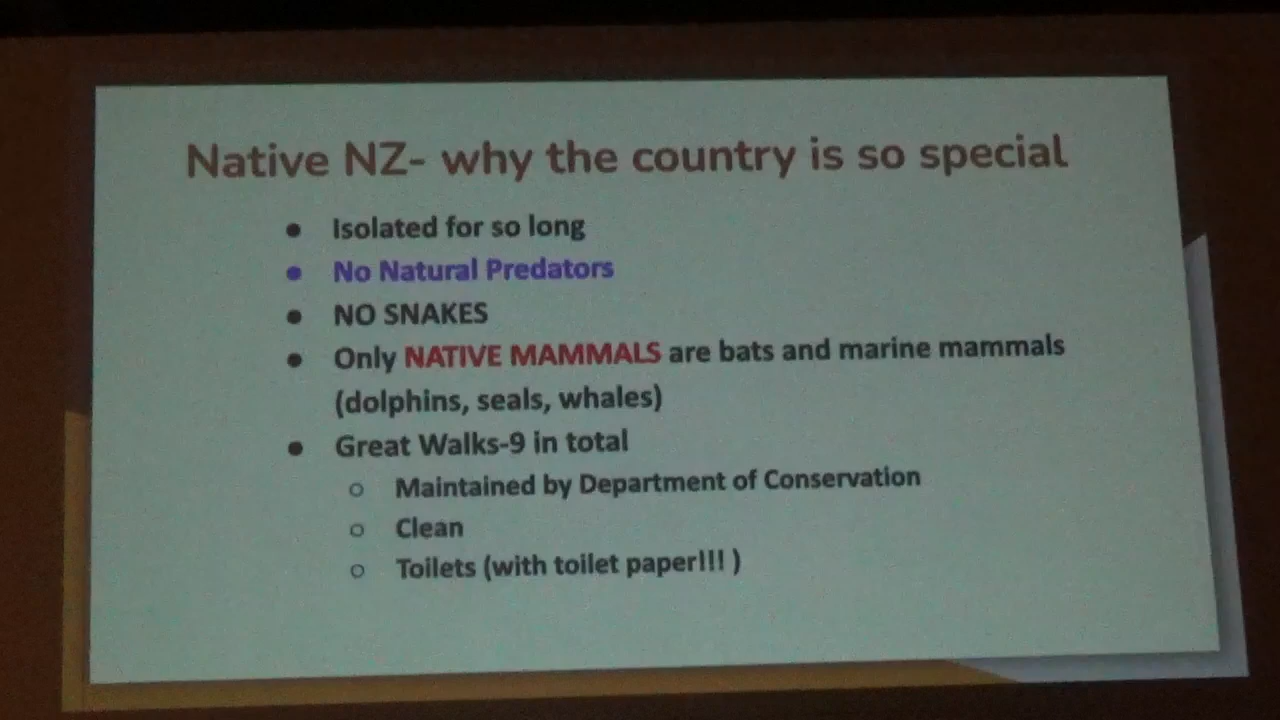 Native NZ- why the country is so special
● Isolated for so long
● No Natural Predators
● NO SNAKES
● Only NATIVE MAMMALS are bats and marine mammals
(dolphins, seals, whales)
● Great Walks-9 in total
○ Maintained by Department of Conservation
○ Clean
○ Toilets (with toilet paper!!! )